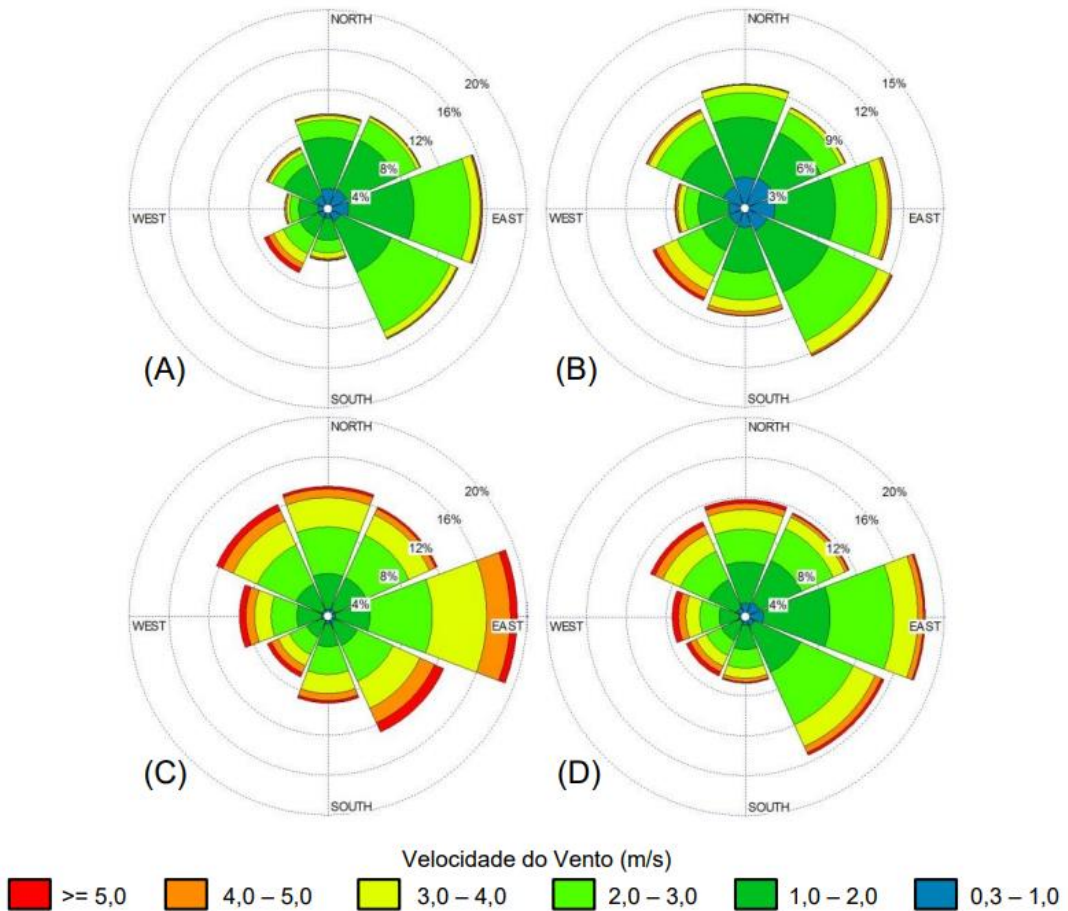 NORTH
20%
16%
12%
8%
4%
WEST
EAST
SOUTH
(A)
NORTH
15%
12%
9%
6%
3%
WEST
EAST
SOUTH
(B)
NORTH
20%
16%
12%
8%
4%
WEST
EAST
SOUTH
(C)
NORTH
20%
16%
12%
8%
4%
WEST
EAST
SOUTH
(D)
Velocidade do Vento (m/s)
>= 5,0 4,0 – 5,0 3,0 – 4,0 2,0 – 3,0 1,0 – 2,0 0,3 – 1,0